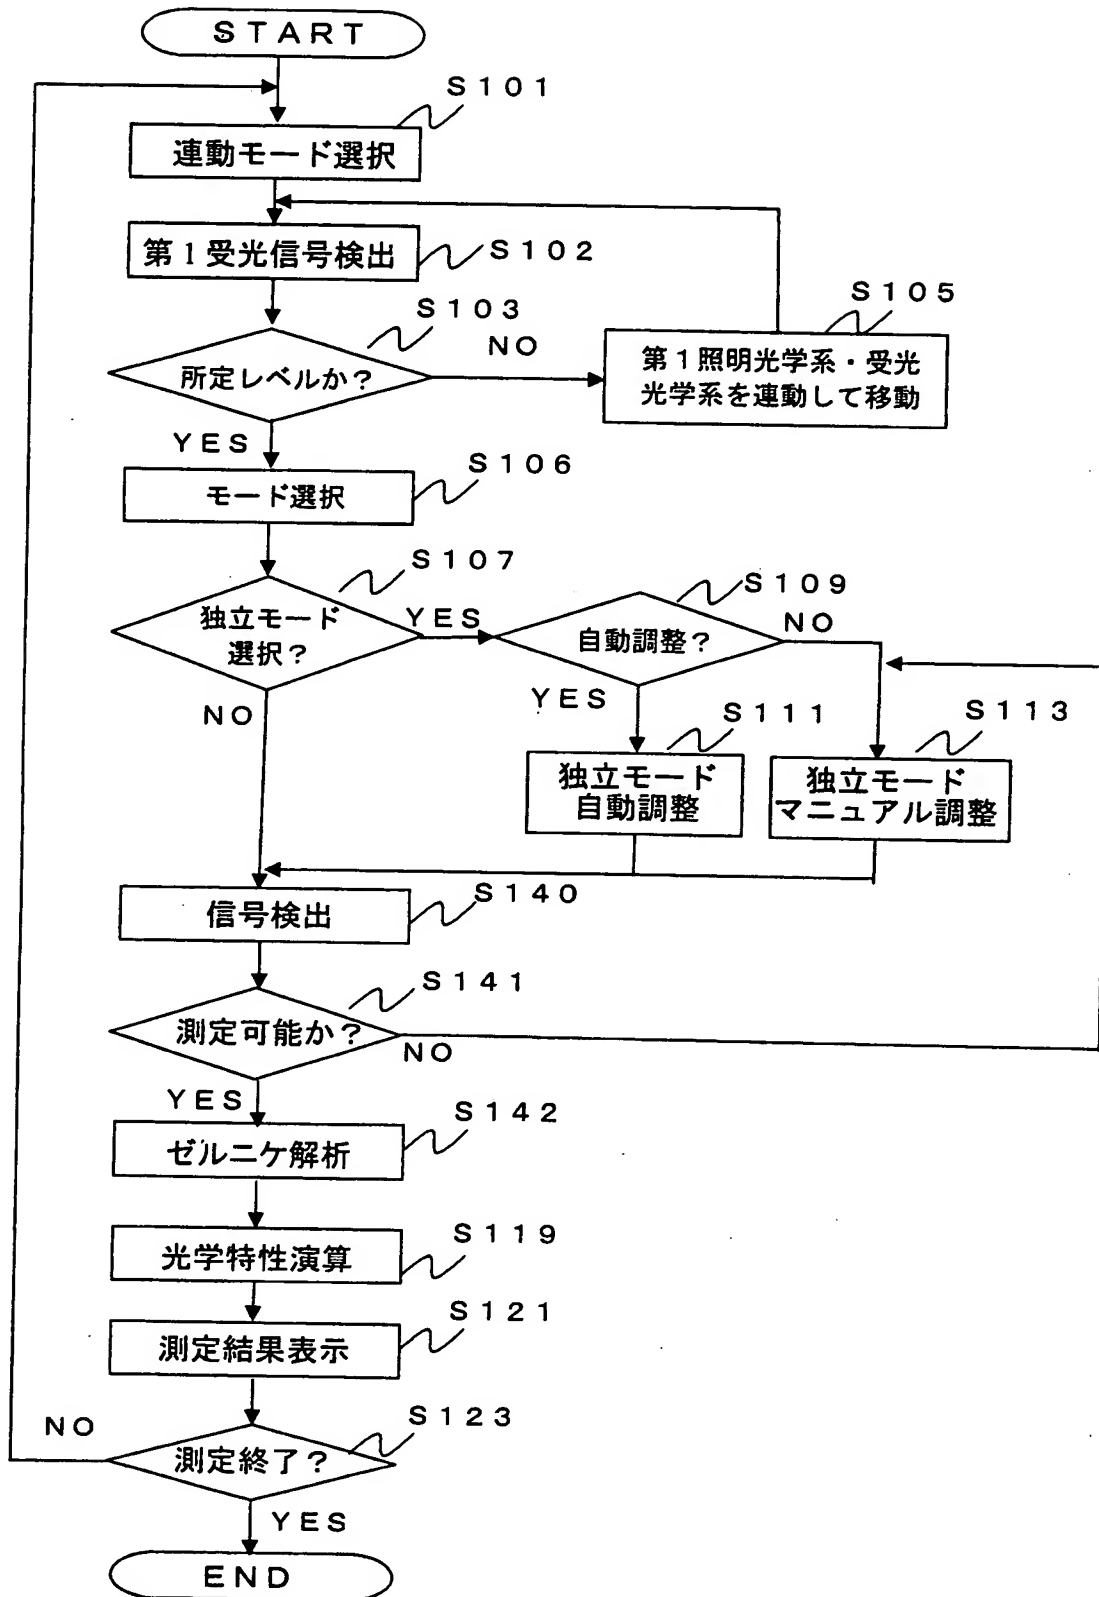 START
S101
連動モード選択
第1受光信号検出
S102
S103
所定レベルか?
NO
S105
第1照明光学系・受光
光学系を連動して移動
YES
S106
モード選択
S107
独立モード
選択?
YES
S109
自動調整?
NO
NO
YES
S111
独立モード
自動調整
S113
独立モード
マニュアル調整
S140
信号検出
S141
測定可能か?
NO
YES
S142
ゼルニケ解析
S119
光学特性演算
S121
測定結果表示
S123
NO
測定終了?
YES
END